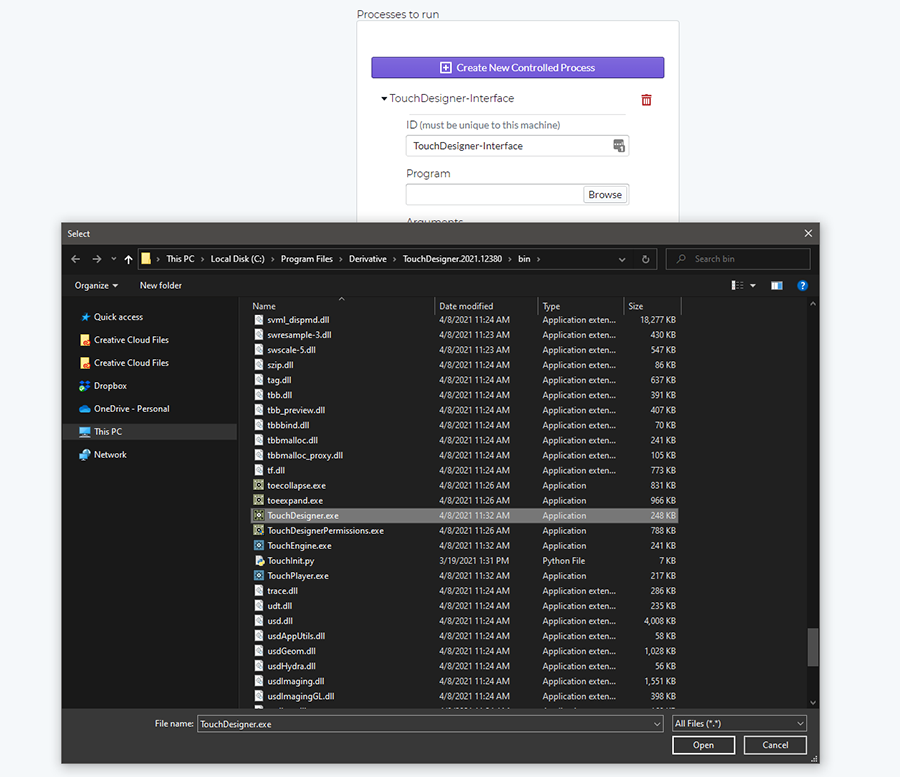 Processes to run
Create New Controlled Process
TouchDesigner-Interface
ID (must be unique to this machine)
TouchDesigner-Interface
Program
Browse
Arguments
Select
This PC > Local Disk (C:) > Program Files > Derivative > TouchDesigner.2021.12380 > bin >
Search bin
Organize
New folder
Quick access
Creative Cloud Files
Creative Cloud Files
Dropbox
OneDrive - Personal
This PC
Network
Name Date modified Type Size
svml_dispmd.dll 4/8/2021 11:24 AM Application exten... 18,277 KB
swresample-3.dll 4/8/2021 11:23 AM Application exten... 430 KB
swscale-5.dll 4/8/2021 11:23 AM Application exten... 547 KB
szip.dll 4/8/2021 11:24 AM Application exten... 86 KB
tag.dll 4/8/2021 11:24 AM Application exten... 637 KB
tbb.dll 4/8/2021 11:24 AM Application exten... 391 KB
tbb_preview.dll 4/8/2021 11:24 AM Application exten... 407 KB
tbbbind.dll 4/8/2021 11:24 AM Application exten... 70 KB
tbbmalloc.dll 4/8/2021 11:24 AM Application exten... 241 KB
tbbmalloc_proxy.dll 4/8/2021 11:24 AM Application exten... 105 KB
tf.dll 4/8/2021 11:24 AM Application exten... 773 KB
toecollapse.exe 4/8/2021 11:26 AM Application 831 KB
toeexpand.exe 4/8/2021 11:26 AM Application 966 KB
TouchDesigner.exe 4/8/2021 11:32 AM Application 248 KB
TouchDesignerPermissions.exe 4/8/2021 11:26 AM Application 788 KB
TouchEngine.exe 4/8/2021 11:32 AM Application 241 KB
TouchInit.py 3/19/2021 1:31 PM Python File 7 KB
TouchPlayer.exe 4/8/2021 11:32 AM Application 217 KB
trace.dll 4/8/2021 11:24 AM Application exten... 286 KB
udt.dll 4/8/2021 11:24 AM Application exten... 235 KB
usd.dll 4/8/2021 11:24 AM Application exten... 4,008 KB
usdAppUtils.dll 4/8/2021 11:24 AM Application exten... 58 KB
usdGeom.dll 4/8/2021 11:24 AM Application exten... 1,028 KB
usdHydra.dll 4/8/2021 11:24 AM Application exten... 56 KB
usdImaging.dll 4/8/2021 11:24 AM Application exten... 1,551 KB
usdImagingGL.dll 4/8/2021 11:24 AM Application exten... 398 KB
File name: TouchDesigner.exe
All Files (*.*)
Open
Cancel